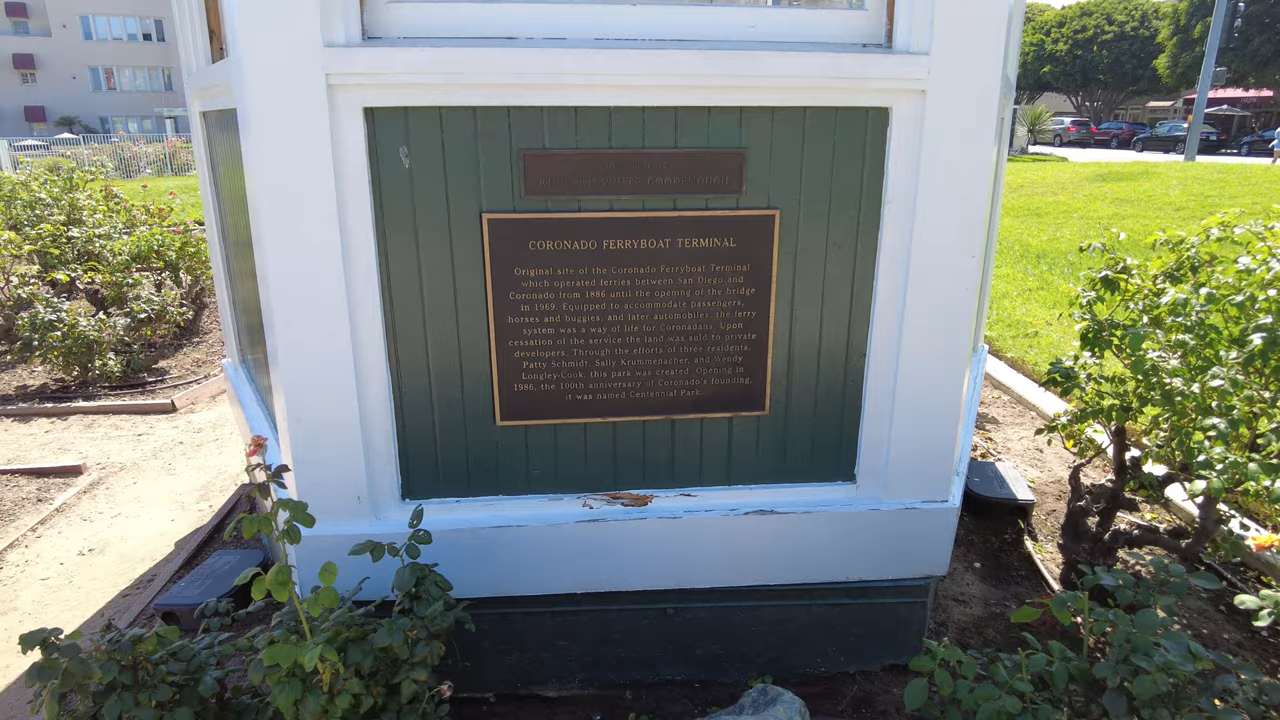 CORONADO FERRYBOAT TERMINAL
Original site of the Coronado Ferryboat Terminal
which operated ferries between San Diego and
Coronado from 1886 until the opening of the bridge
in 1969. Equipped to accommodate passengers,
horses and buggies, and later automobiles, the ferry
system was a way of life for Coronadans. Upon
cessation of the service the land was sold to private
developers. Through the efforts of three residents,
Patty Schmidt, Sally Krummenacher, and Wendy
Longley-Cook, this park was created. Opening in
1986, the 100th anniversary of Coronado's founding,
it was named Centennial Park.